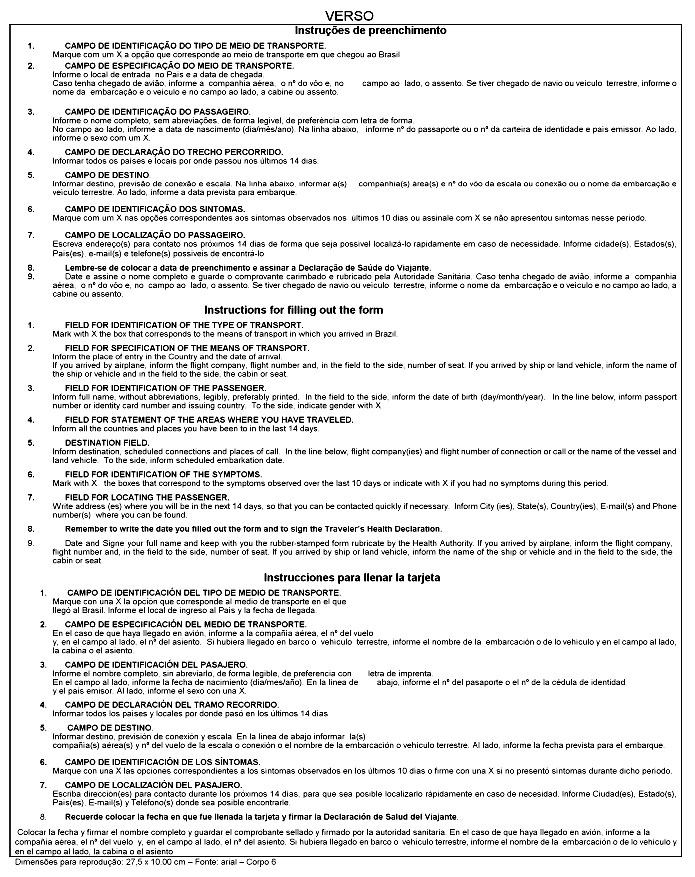 VERSO
Instruções de preenchimento
1. CAMPO DE IDENTIFICAÇÃO DO TIPO DE MEIO DE TRANSPORTE.
Marque com um X a opção que corresponde ao meio de transporte em que chegou ao Brasil
2. CAMPO DE ESPECIFICAÇÃO DO MEIO DE TRANSPORTE.
Informe o local de entrada no País e a data de chegada.
Caso tenha chegado de avião, informe a companhia aérea, o nº do vôo e, no campo ao lado, o assento. Se tiver chegado de navio ou veículo terrestre, informe o
nome da embarcação e o veículo e no campo ao lado, a cabine ou assento.
3. CAMPO DE IDENTIFICAÇÃO DO PASSAGEIRO.
Informe o nome completo, sem abreviações, de forma legível, de preferência com letra de forma.
No campo ao lado, informe a data de nascimento (dia/mês/ano). Na linha abaixo, informe nº do passaporte ou o nº da carteira de identidade e país emissor. Ao lado,
informe o sexo com um X.
4. CAMPO DE DECLARAÇÃO DO TRECHO PERCORRIDO.
Informar todos os países e locais por onde passou nos últimos 14 dias.
5. CAMPO DE DESTINO
Informar destino, previsão de conexão e escala. Na linha abaixo, informar a(s) companhia(s) área(s) e nº do vôo da escala ou conexão ou o nome da embarcação e
veículo terrestre. Ao lado, informe a data prevista para embarque.
6. CAMPO DE IDENTIFICAÇÃO DOS SINTOMAS.
Marque com um X nas opções correspondentes aos sintomas observados nos últimos 10 dias ou assinale com X se não apresentou sintomas nesse período.
7. CAMPO DE LOCALIZAÇÃO DO PASSAGEIRO.
Escreva endereço(s) para contato nos próximos 14 dias de forma que seja possível localizá-lo rapidamente em caso de necessidade. Informe cidade(s), Estados(s),
País(es), e-mail(s) e telefone(s) possíveis de encontrá-lo
8. Lembre-se de colocar a data de preenchimento e assinar a Declaração de Saúde do Viajante.
9. Date e assine o nome completo e guarde o comprovante carimbado e rubricado pela Autoridade Sanitária. Caso tenha chegado de avião, informe a companhia
aérea, o nº do vôo e, no campo ao lado, o assento. Se tiver chegado de navio ou veículo terrestre, informe o nome da embarcação e o veículo e no campo ao lado, a
cabine ou assento.
Instructions for filling out the form
1. FIELD FOR IDENTIFICATION OF THE TYPE OF TRANSPORT.
Mark with X the box that corresponds to the means of transport in which you arrived in Brazil.
2. FIELD FOR SPECIFICATION OF THE MEANS OF TRANSPORT.
Inform the place of entry in the Country and the date of arrival.
If you arrived by airplane, inform the flight company, flight number and, in the field to the side, number of seat. If you arrived by ship or land vehicle, inform the name of
the ship or vehicle and in the field to the side, the cabin or seat.
3. FIELD FOR IDENTIFICATION OF THE PASSENGER.
Inform full name, without abbreviations, legibly, preferably printed. In the field to the side, inform the date of birth (day/month/year). In the line below, inform passport
number or identity card number and issuing country. To the side, indicate gender with X
4. FIELD FOR STATEMENT OF THE AREAS WHERE YOU HAVE TRAVELED.
Inform all the countries and places you have been to in the last 14 days.
5. DESTINATION FIELD.
Inform destination, scheduled connections and places of call. In the line below, flight company(ies) and flight number of connection or call or the name of the vessel and
land vehicle. To the side, inform scheduled embarkation date.
6. FIELD FOR IDENTIFICATION OF THE SYMPTOMS.
Mark with X the boxes that correspond to the symptoms observed over the last 10 days or indicate with X if you had no symptoms during this period.
7. FIELD FOR LOCATING THE PASSENGER.
Write address (es) where you will be in the next 14 days, so that you can be contacted quickly if necessary. Inform City (ies), State(s), Country(ies), E-mail(s) and Phone
number(s) where you can be found.
8. Remember to write the date you filled out the form and to sign the Traveler's Health Declaration.
9. Date and Signe your full name and keep with you the rubber-stamped form rubricate by the Health Authority. If you arrived by airplane, inform the flight company,
flight number and, in the field to the side, number of seat. If you arrived by ship or land vehicle, inform the name of the ship or vehicle and in the field to the side, the
cabin or seat
Instrucciones para llenar la tarjeta
1. CAMPO DE IDENTIFICACIÓN DEL TIPO DE MEDIO DE TRANSPORTE.
Marque con una X la opción que corresponde al medio de transporte en el que
llegó al Brasil. Informe el local de ingreso al País y la fecha de llegada.
2. CAMPO DE ESPECIFICACIÓN DEL MEDIO DE TRANSPORTE.
En el caso de que haya llegado en avión, informe a la compañia aérea, el nº del vuelo
y, en el campo al lado, el nº del asiento. Si hubiera llegado en barco o vehículo terrestre, informe el nombre de la embarcación o de lo vehículo y en el campo al lado,
la cabina o el asiento.
3. CAMPO DE IDENTIFICACIÓN DEL PASAJERO.
Informe el nombre completo, sin abreviarlo, de forma legible, de preferencia con letra de imprenta.
En el campo al lado, informe la fecha de nacimiento (día/mes/año). En la línea de abajo, informe el nº del pasaporte o el nº de la cédula de identidad
y el país emisor. Al lado, informe el sexo con una X.
4. CAMPO DE DECLARACIÓN DEL TRAMO RECORRIDO.
Informar todos los países y locales por donde pasó en los últimos 14 días
5. CAMPO DE DESTINO.
Informar destino, previsión de conexión y escala. En la línea de abajo informar la(s)
compañía(s) aérea(s) y nº del vuelo de la escala o conexión o el nombre de la embarcación o vehículo terrestre. Al lado, informe la fecha prevista para el embarque.
6. CAMPO DE IDENTIFICACIÓN DE LOS SÍNTOMAS.
Marque con una X las opciones correspondientes a los síntomas observados en los últimos 10 días o firme con una X si no presentó síntomas durante dicho período.
7. CAMPO DE LOCALIZACIÓN DEL PASAJERO.
Escriba dirección(es) para contacto durante los próximos 14 días, para que sea posible localizarlo rápidamente en caso de necesidad. Informe Ciudad(es), Estado(s),
País(es), E-mail(s) y Teléfono(s) donde sea posible encontrarle.
8. Recuerde colocar la fecha en que fue llenada la tarjeta y firmar la Declaración de Salud del Viajante.
Colocar la fecha y firmar el nombre completo y guardar el comprobante sellado y firmado por la autoridad sanitaria. En el caso de que haya llegado en avión, informe a la
compañia aérea, el nº del vuelo y, en el campo al lado, el nº del asiento. Si hubiera llegado en barco o vehículo terrestre, informe el nombre de la embarcación o de lo vehículo y
en el campo al lado, la cabina o el asiento
Dimensões para reprodução: 27,5 x 10,00 cm – Fonte: arial – Corpo 6